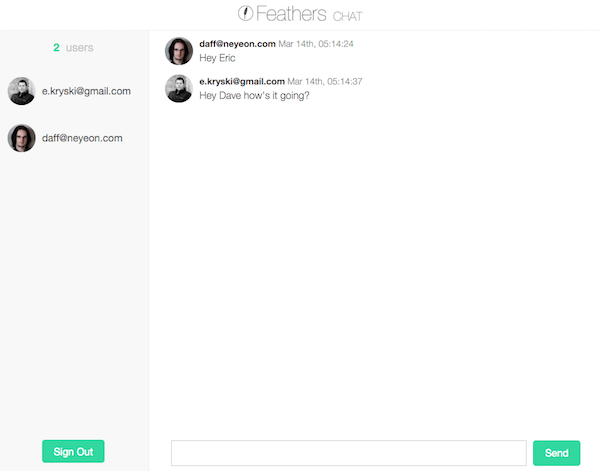 Feathers CHAT
2 users
e.kryski@gmail.com
daff@neyeon.com
Sign Out
daff@neyeon.com Mar 14th, 05:14:24
Hey Eric
e.kryski@gmail.com Mar 14th, 05:14:37
Hey Dave how's it going?
Send